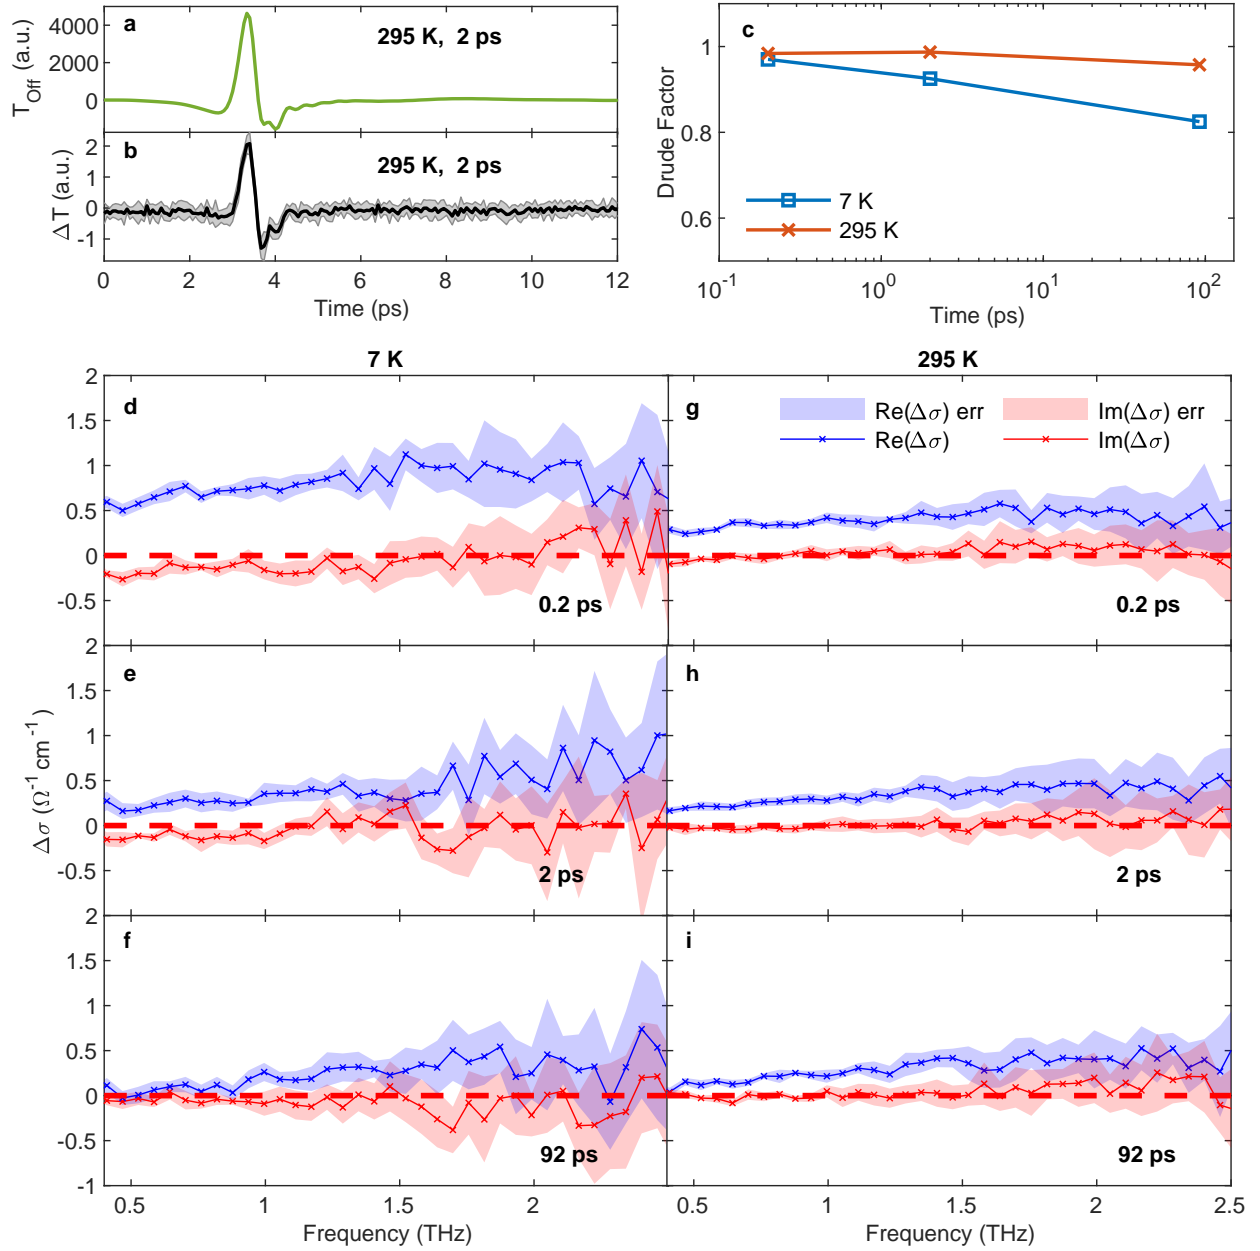 a
295 K, 2 ps
T_Off (a.u.)
4000
2000
0
b
295 K, 2 ps
ΔT (a.u.)
2
1
0
-1
0 2 4 6 8 10 12
Time (ps)
c
Drude Factor
1
0.8
0.6
7 K
295 K
10^-1 10^0 10^1 10^2
Time (ps)
7 K
295 K
d
2
1.5
1
0.5
0
-0.5
0.2 ps
g
Re(Δσ) err Im(Δσ) err
Re(Δσ) Im(Δσ)
0.2 ps
e
2
1.5
1
0.5
0
-0.5
Δσ (Ω^-1 cm^-1)
2 ps
h
2 ps
f
2
1.5
1
0.5
0
-0.5
-1
92 ps
i
92 ps
0.5 1 1.5 2
Frequency (THz)
0.5 1 1.5 2 2.5
Frequency (THz)